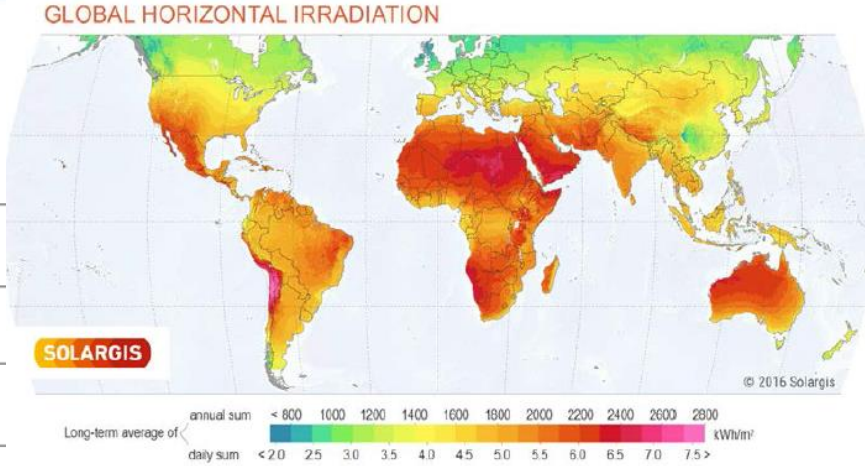 GLOBAL HORIZONTAL IRRADIATION
SOLARGIS
© 2016 Solargis
annual sum < 800 1000 1200 1400 1600 1800 2000 2200 2400 2600 2800
Long-term average of kWh/m²
daily sum < 2.0 2.5 3.0 3.5 4.0 4.5 5.0 5.5 6.0 6.5 7.0 7.5 >